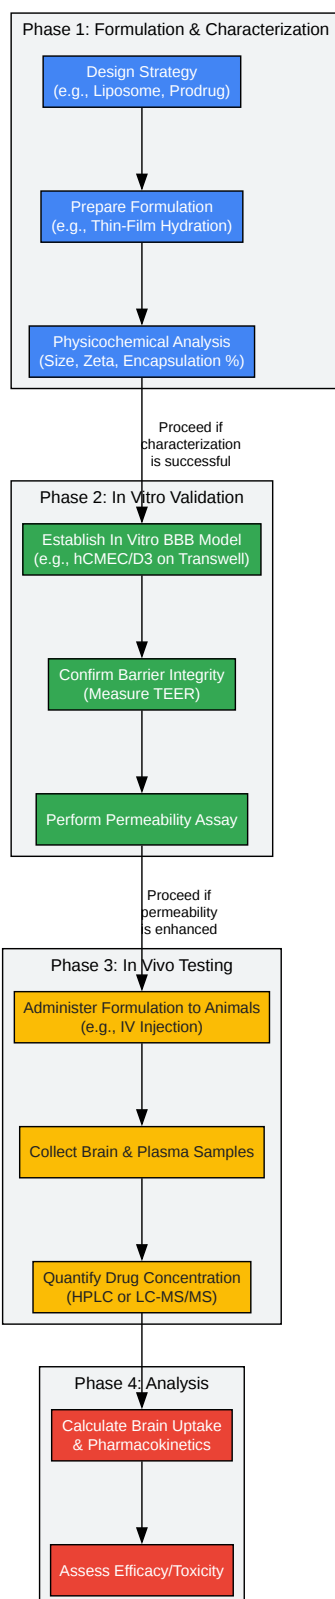 Phase 1: Formulation & Characterization
Design Strategy
(e.g., Liposome, Prodrug)
Prepare Formulation
(e.g., Thin-Film Hydration)
Physicochemical Analysis
(Size, Zeta, Encapsulation %)
Proceed if
characterization
is successful
Phase 2: In Vitro Validation
Establish In Vitro BBB Model
(e.g., hCMEC/D3 on Transwell)
Confirm Barrier Integrity
(Measure TEER)
Perform Permeability Assay
Proceed if
permeability
is enhanced
Phase 3: In Vivo Testing
Administer Formulation to Animals
(e.g., IV Injection)
Collect Brain & Plasma Samples
Quantify Drug Concentration
(HPLC or LC-MS/MS)
Phase 4: Analysis
Calculate Brain Uptake
& Pharmacokinetics
Assess Efficacy/Toxicity